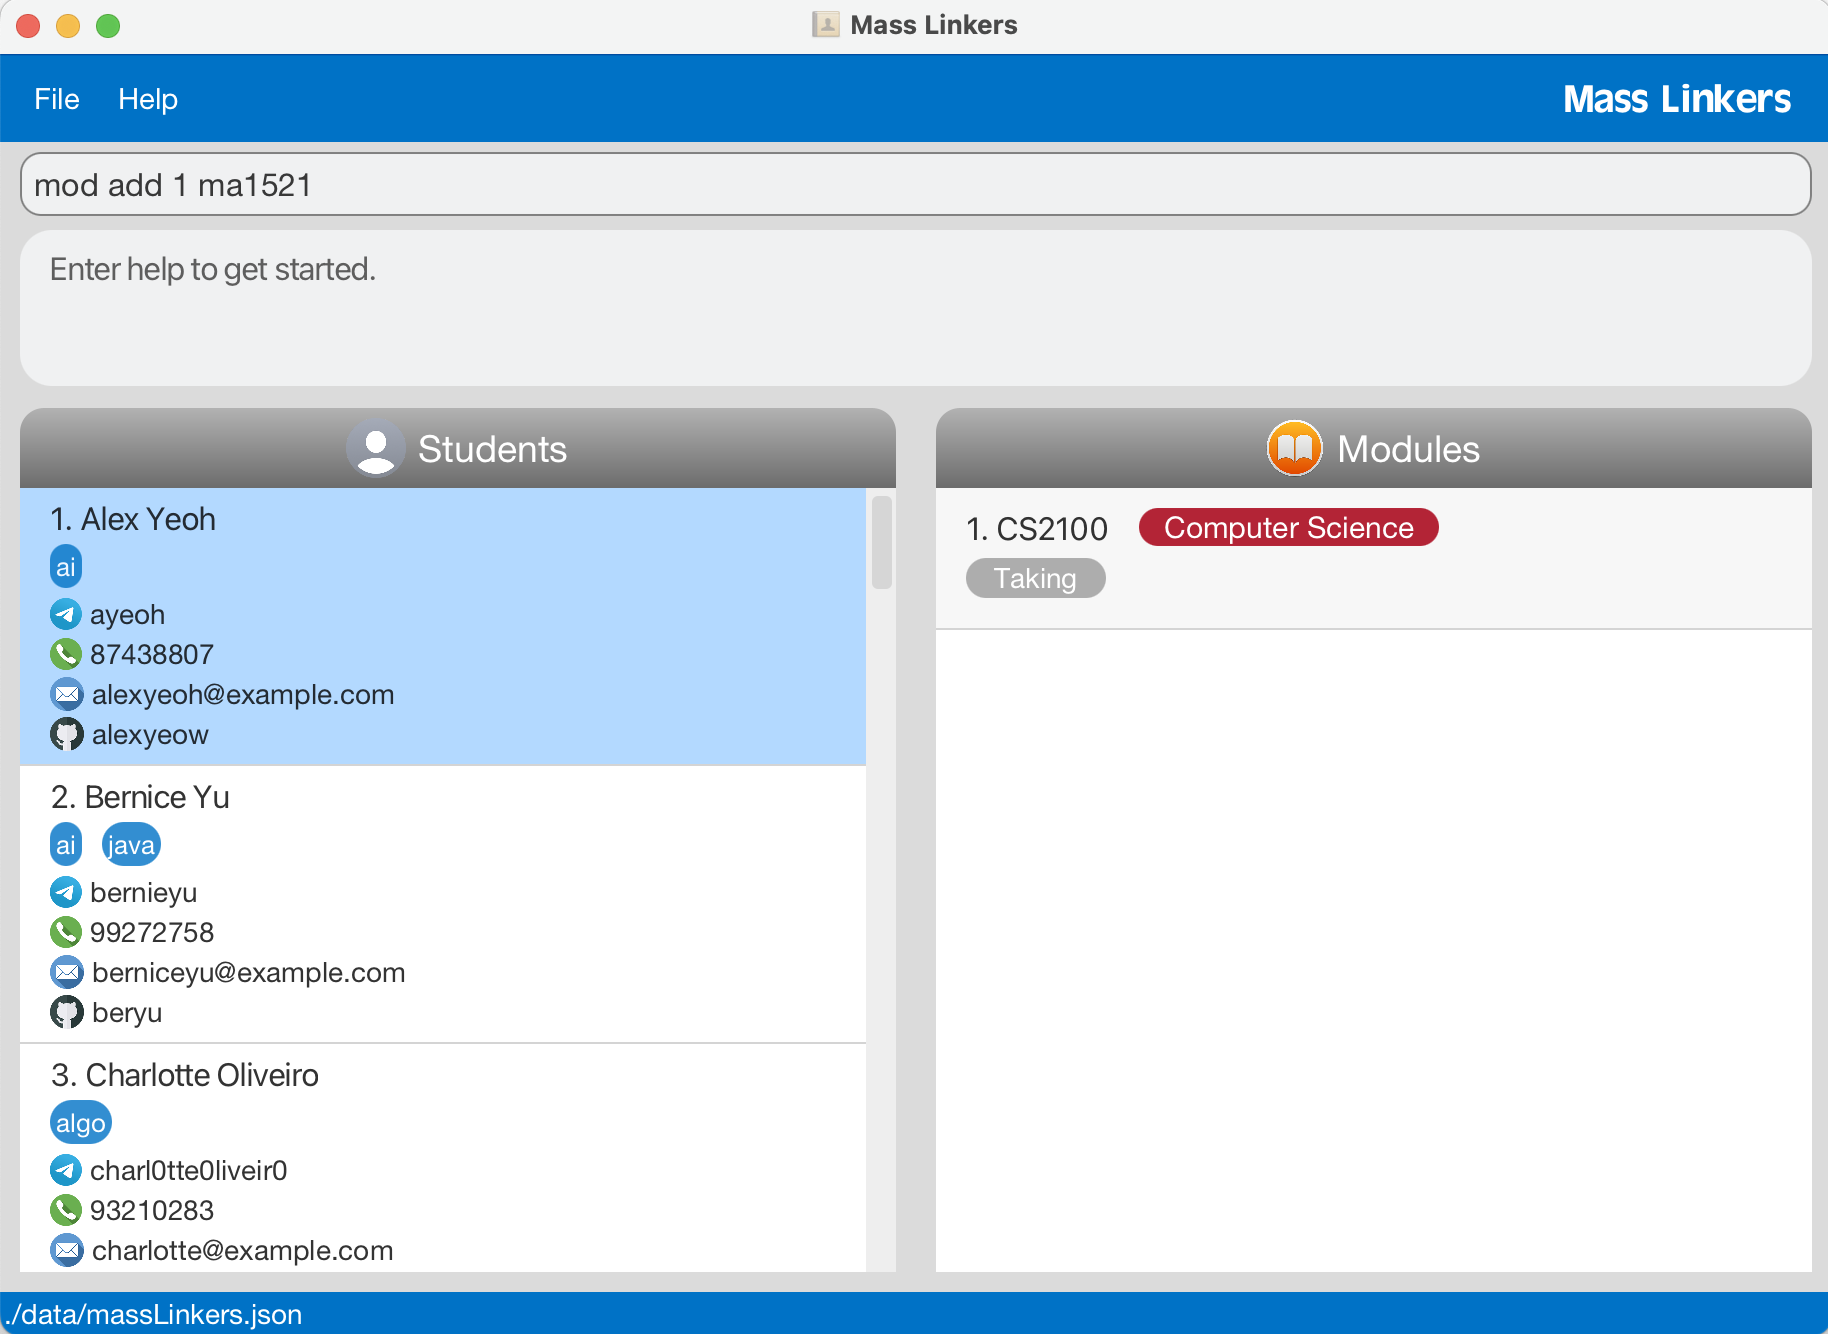 Mass Linkers
File Help Mass Linkers
mod add 1 ma1521
Enter help to get started.
Students
1. Alex Yeoh
ai
ayeoh
87438807
alexyeoh@example.com
alexyeow
2. Bernice Yu
ai java
bernieyu
99272758
berniceyu@example.com
beryu
3. Charlotte Oliveiro
algo
charl0tte0liveir0
93210283
charlotte@example.com
Modules
1. CS2100 Computer Science
Taking
./data/massLinkers.json